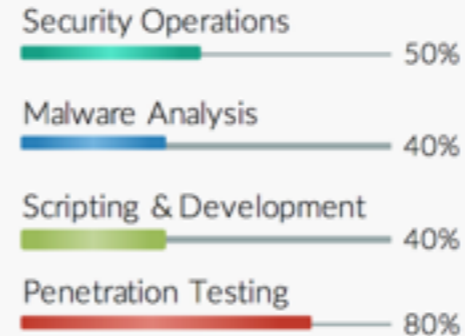 Security Operations
50%
Malware Analysis
40%
Scripting & Development
40%
Penetration Testing
80%